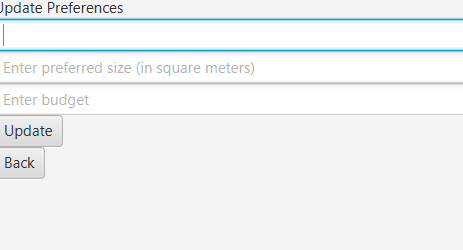 Update Preferences
Enter preferred size (in square meters)
Enter budget
Update
Back